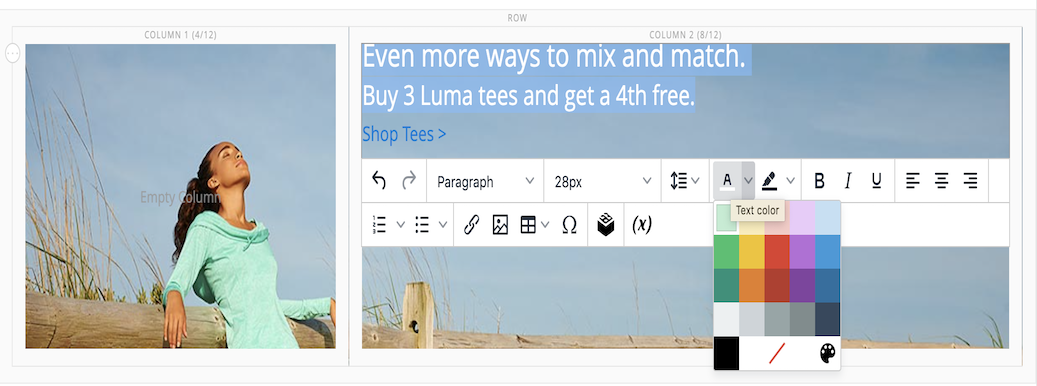 ROW
COLUMN 1 (4/12)
COLUMN 2 (8/12)
Empty Column
Even more ways to mix and match.
Buy 3 Luma tees and get a 4th free.
Shop Tees >
Paragraph
28px
A
B
I
U
Ω
(x)
Text color